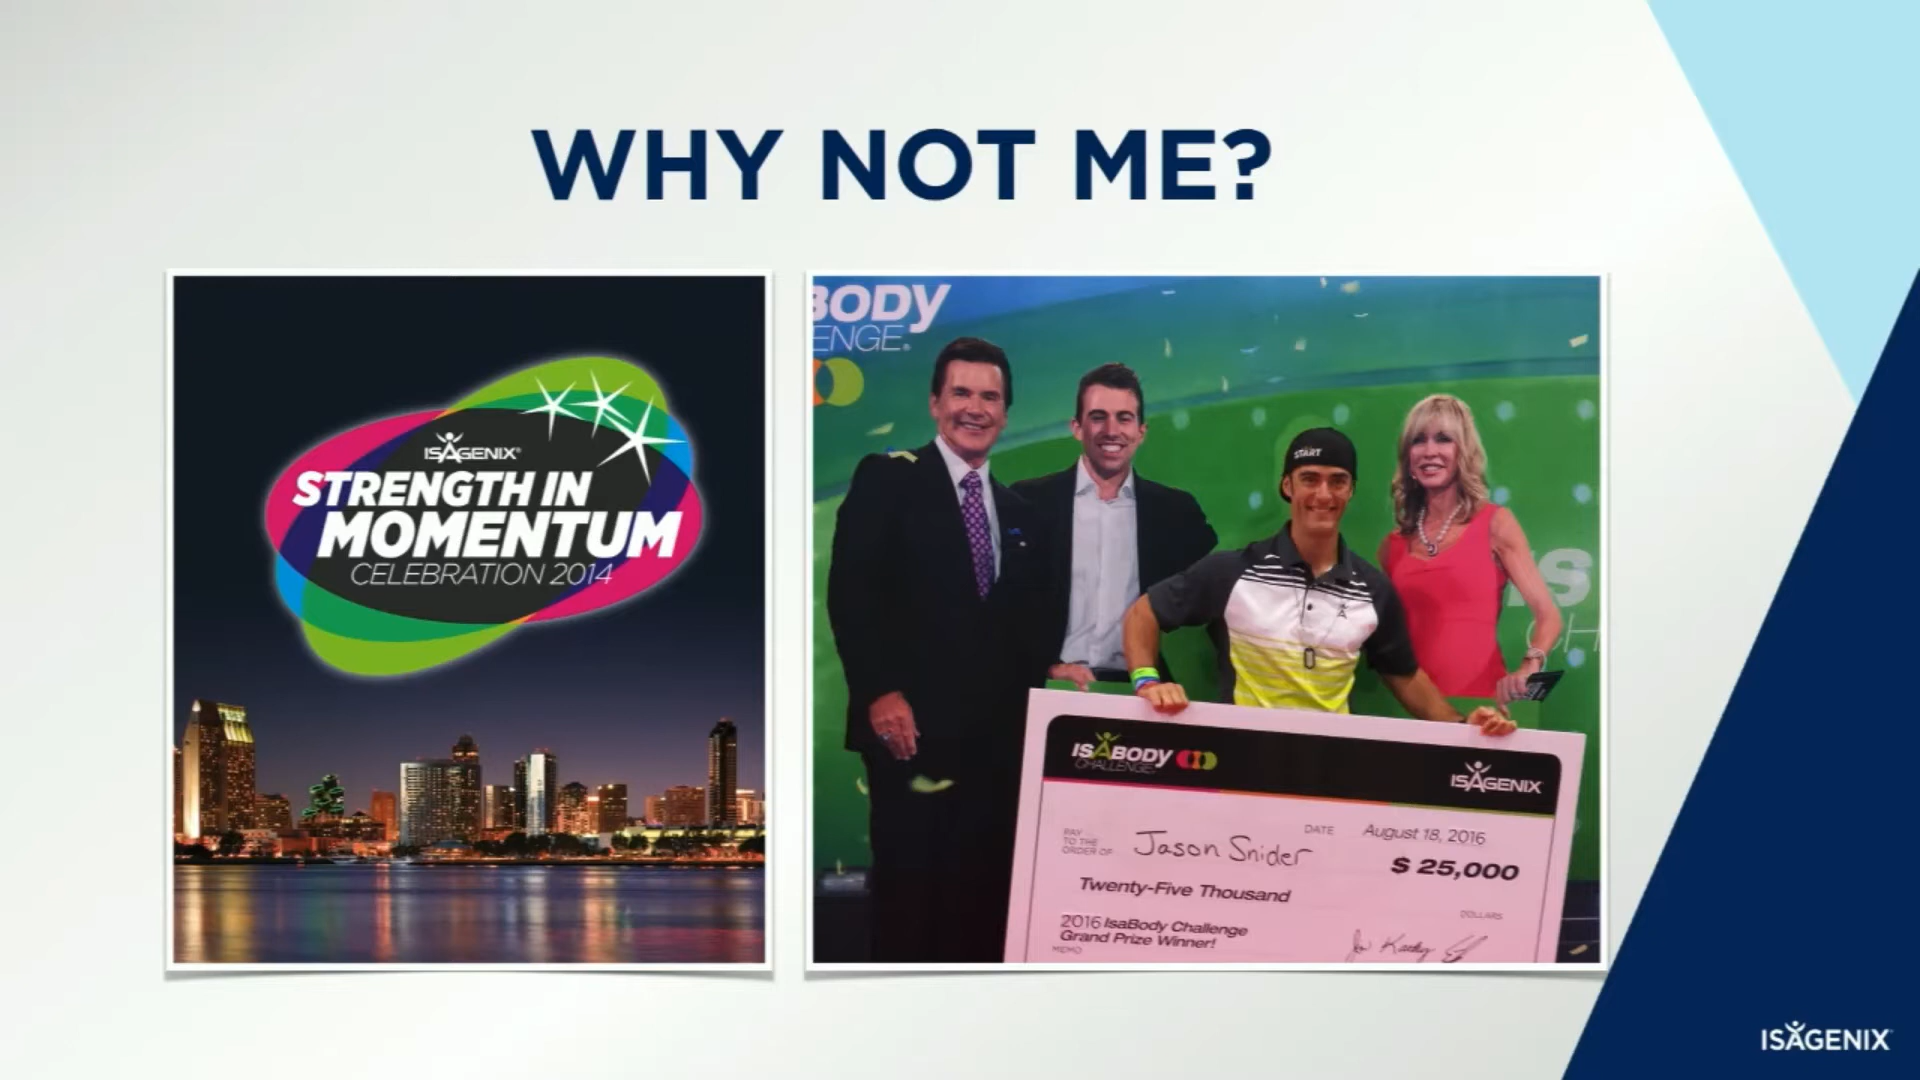 WHY NOT ME?
ISAGENIX®
STRENGTH IN
MOMENTUM
CELEBRATION 2014
BODY
ENGE®
START
IS
CH
ISABODY
CHALLENGE®
ISAGENIX
PAY
TO THE
ORDER OF
Jason Snider
DATE
August 18, 2016
$ 25,000
Twenty-Five Thousand
DOLLARS
2016 IsaBody Challenge
Grand Prize Winner!
MEMO
ISAGENIX